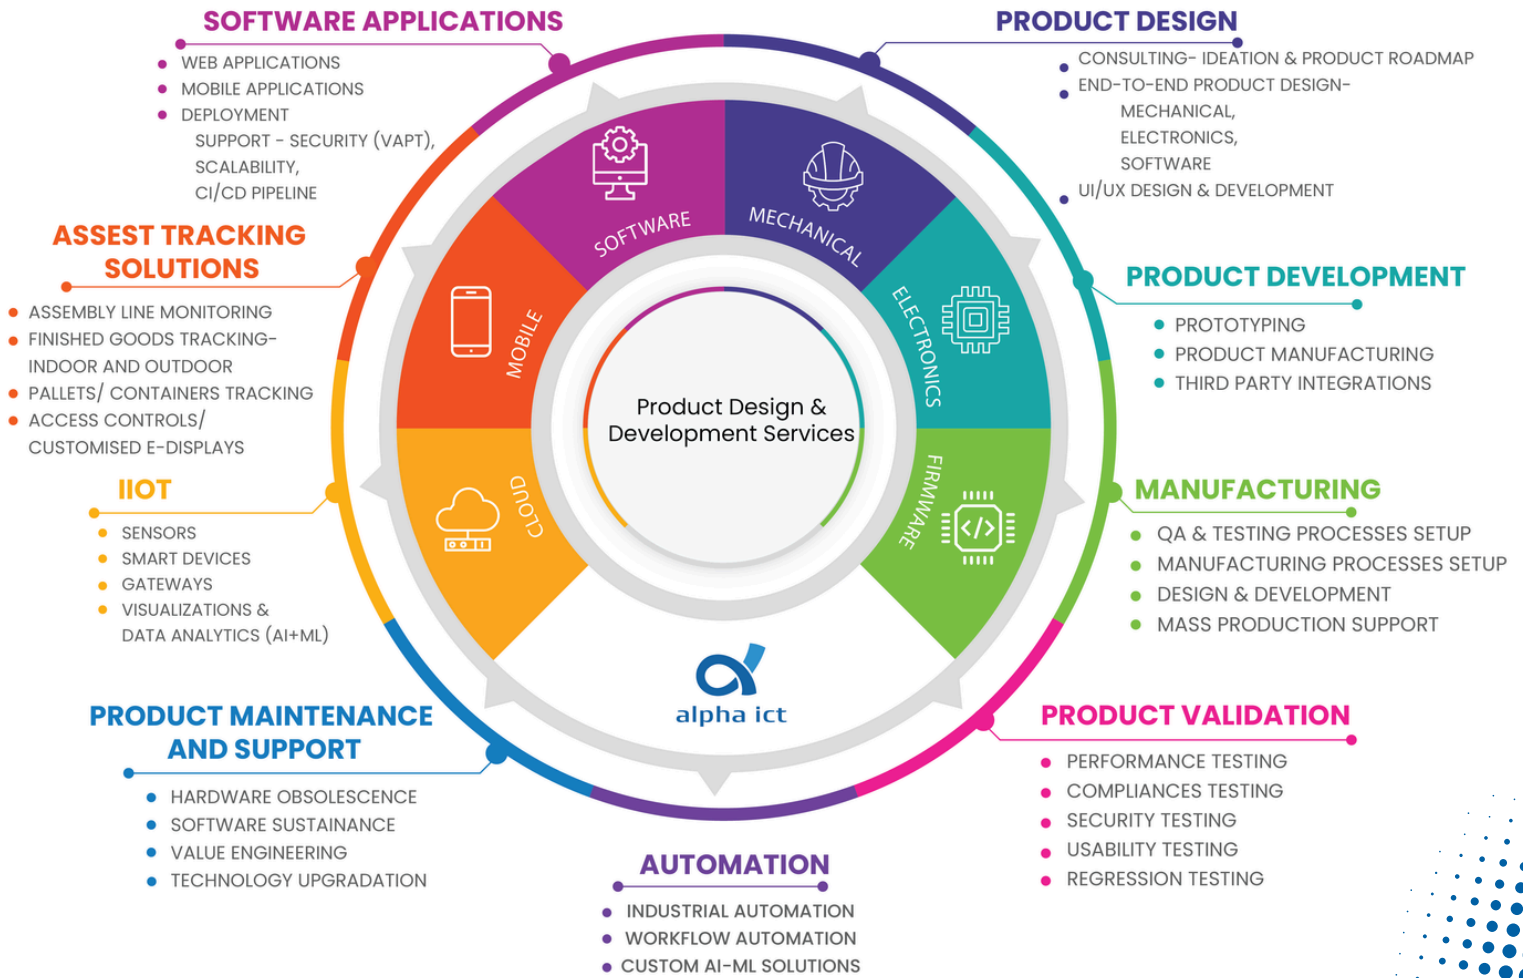 SOFTWARE APPLICATIONS
WEB APPLICATIONS
MOBILE APPLICATIONS
DEPLOYMENT
SUPPORT - SECURITY (VAPT),
SCALABILITY,
CI/CD PIPELINE
PRODUCT DESIGN
CONSULTING- IDEATION & PRODUCT ROADMAP
END-TO-END PRODUCT DESIGN-
MECHANICAL,
ELECTRONICS,
SOFTWARE
UI/UX DESIGN & DEVELOPMENT
ASSEST TRACKING
SOLUTIONS
ASSEMBLY LINE MONITORING
FINISHED GOODS TRACKING-
INDOOR AND OUTDOOR
PALLETS/ CONTAINERS TRACKING
ACCESS CONTROLS/
CUSTOMISED E-DISPLAYS
PRODUCT DEVELOPMENT
PROTOTYPING
PRODUCT MANUFACTURING
THIRD PARTY INTEGRATIONS
SOFTWARE
MECHANICAL
MOBILE
ELECTRONICS
CLOUD
FIRMWARE
Product Design &
Development Services
IIOT
SENSORS
SMART DEVICES
GATEWAYS
VISUALIZATIONS &
DATA ANALYTICS (AI+ML)
MANUFACTURING
QA & TESTING PROCESSES SETUP
MANUFACTURING PROCESSES SETUP
DESIGN & DEVELOPMENT
MASS PRODUCTION SUPPORT
alpha ict
PRODUCT MAINTENANCE
AND SUPPORT
HARDWARE OBSOLESCENCE
SOFTWARE SUSTAINANCE
VALUE ENGINEERING
TECHNOLOGY UPGRADATION
PRODUCT VALIDATION
PERFORMANCE TESTING
COMPLIANCES TESTING
SECURITY TESTING
USABILITY TESTING
REGRESSION TESTING
AUTOMATION
INDUSTRIAL AUTOMATION
WORKFLOW AUTOMATION
CUSTOM AI-ML SOLUTIONS